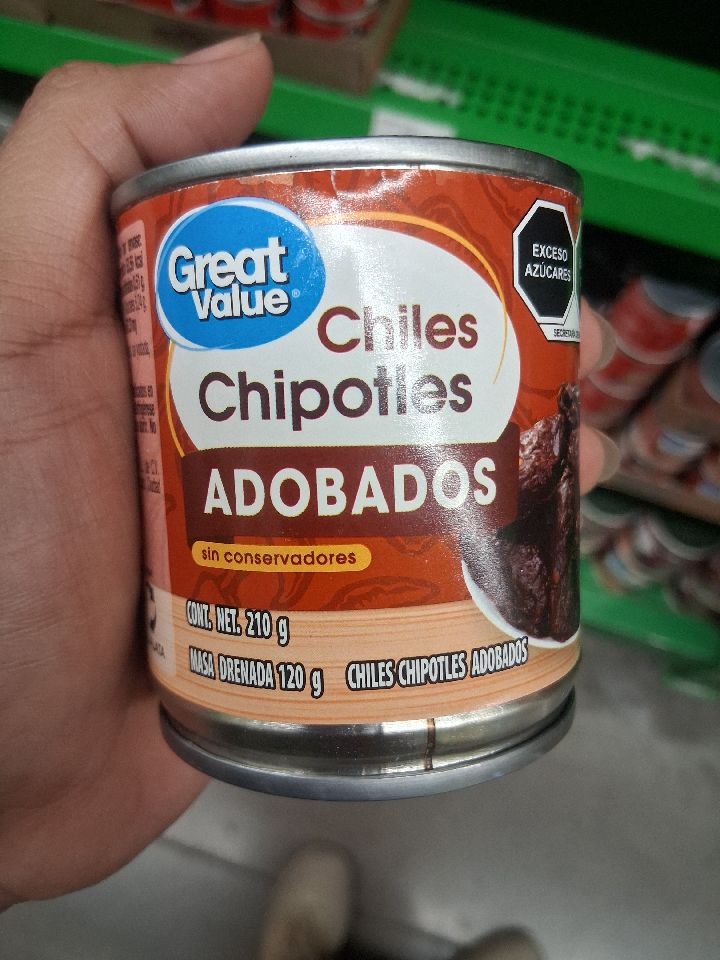 Great
Value
Chiles
Chipotles
ADOBADOS
sin conservadores
CONT. NET. 210 g
MASA DRENADA 120 g CHILES CHIPOTLES ADOBADOS
EXCESO
AZÚCARES